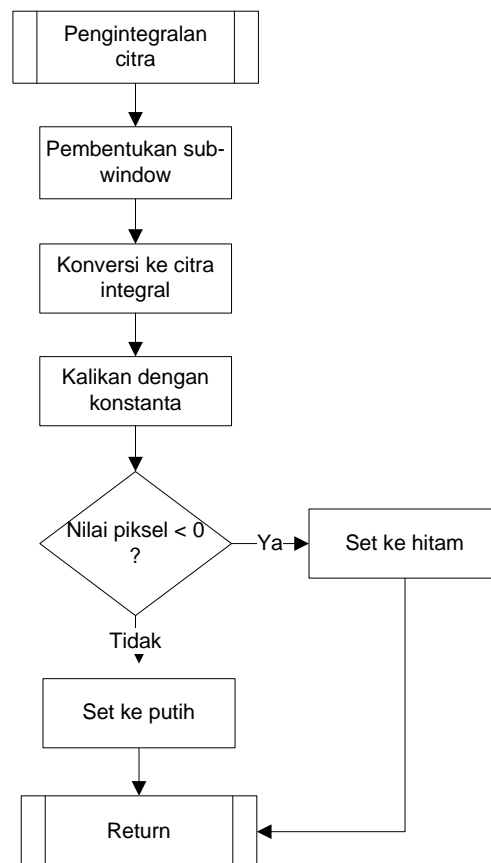 Pengintegralan
citra
Pembentukan sub-
window
Konversi ke citra
integral
Kalikan dengan
konstanta
Nilai piksel < 0
?
Ya
Set ke hitam
Tidak
Set ke putih
Return